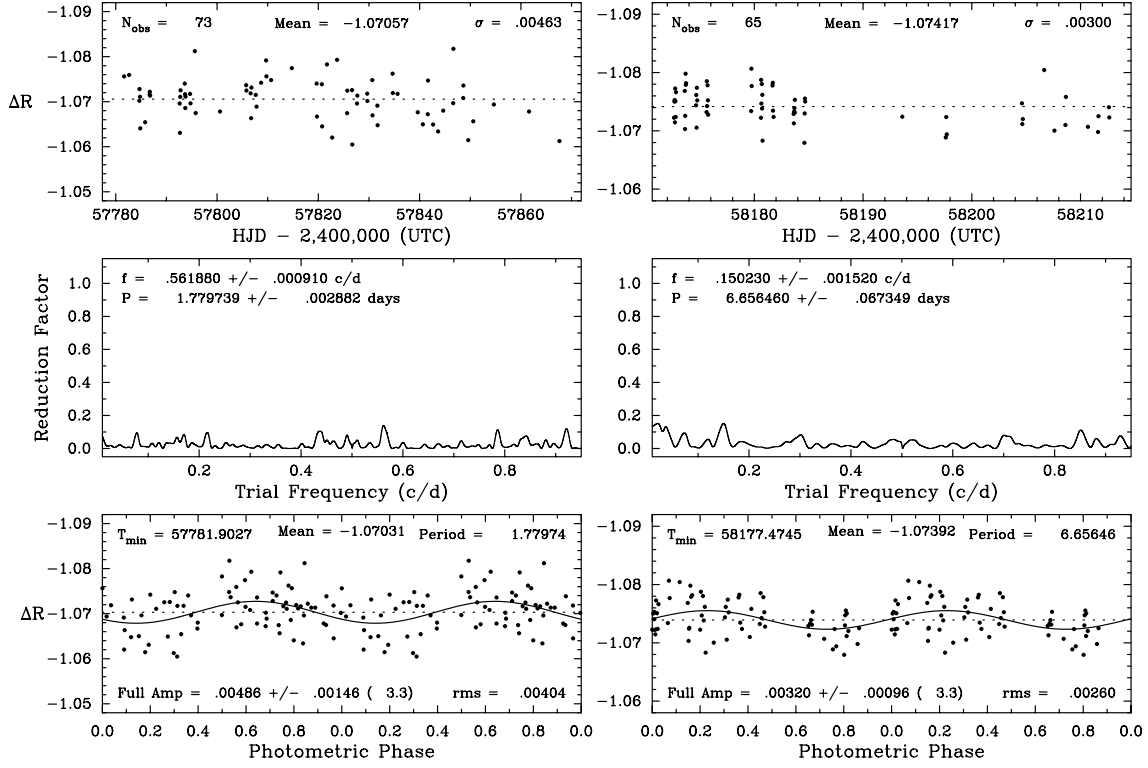 N_obs = 73 Mean = -1.07057 σ = .00463
-1.09
-1.08
-1.07
-1.06
-1.05
ΔR
57780 57800 57820 57840 57860
HJD - 2,400,000 (UTC)
N_obs = 65 Mean = -1.07417 σ = .00300
-1.09
-1.08
-1.07
-1.06
58180 58190 58200 58210
HJD - 2,400,000 (UTC)
f = .561880 +/- .000910 c/d
P = 1.779739 +/- .002882 days
1.0
0.8
0.6
0.4
0.2
0.0
Reduction Factor
0.2 0.4 0.6 0.8
Trial Frequency (c/d)
f = .150230 +/- .001520 c/d
P = 6.656460 +/- .067349 days
1.0
0.8
0.6
0.4
0.2
0.0
0.2 0.4 0.6 0.8
Trial Frequency (c/d)
T_min = 57781.9027 Mean = -1.07031 Period = 1.77974
-1.09
-1.08
-1.07
-1.06
-1.05
ΔR
Full Amp = .00486 +/- .00146 ( 3.3) rms = .00404
0.0 0.2 0.4 0.6 0.8 0.0 0.2 0.4 0.6 0.8 0.0
Photometric Phase
T_min = 58177.4745 Mean = -1.07392 Period = 6.65646
-1.09
-1.08
-1.07
-1.06
Full Amp = .00320 +/- .00096 ( 3.3) rms = .00260
0.0 0.2 0.4 0.6 0.8 0.0 0.2 0.4 0.6 0.8 0.0
Photometric Phase